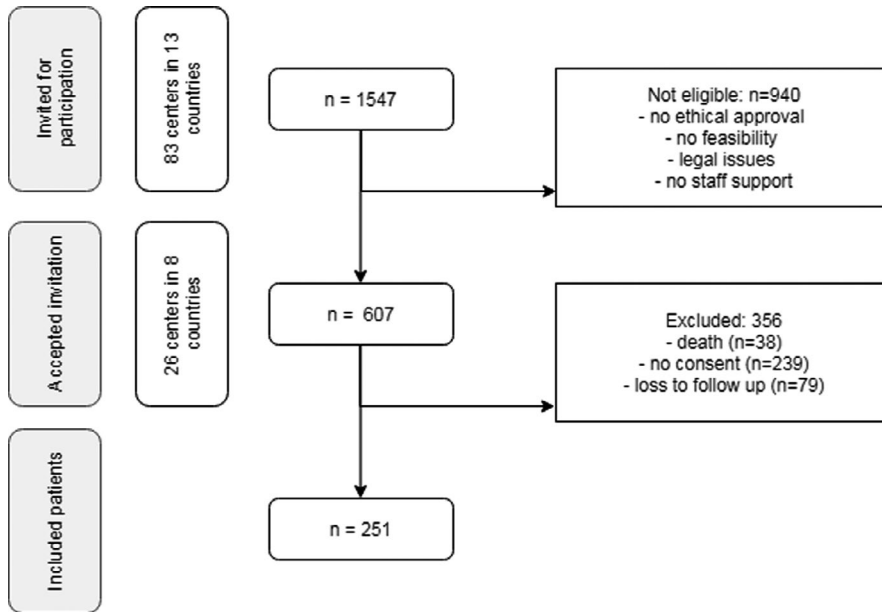 Invited for
participation
83 centers in 13
countries
n = 1547
Not eligible: n=940
- no ethical approval
- no feasibility
- legal issues
- no staff support
Accepted invitation
26 centers in 8
countries
n = 607
Excluded: 356
- death (n=38)
- no consent (n=239)
- loss to follow up (n=79)
Included patients
n = 251